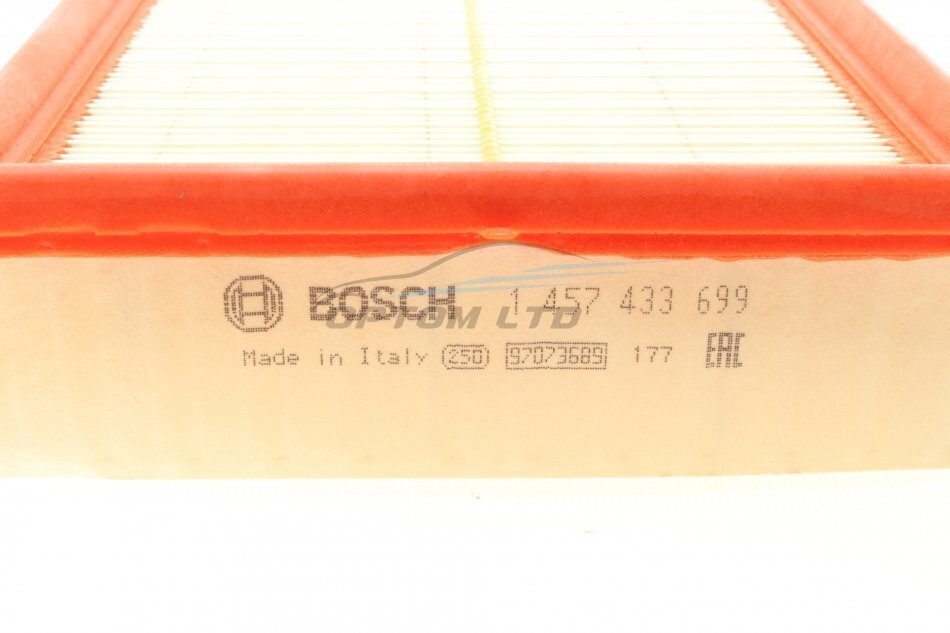 BOSCH 1 457 433 699
OPTOM LTD
Made in Italy 250 97073689 177 EAC